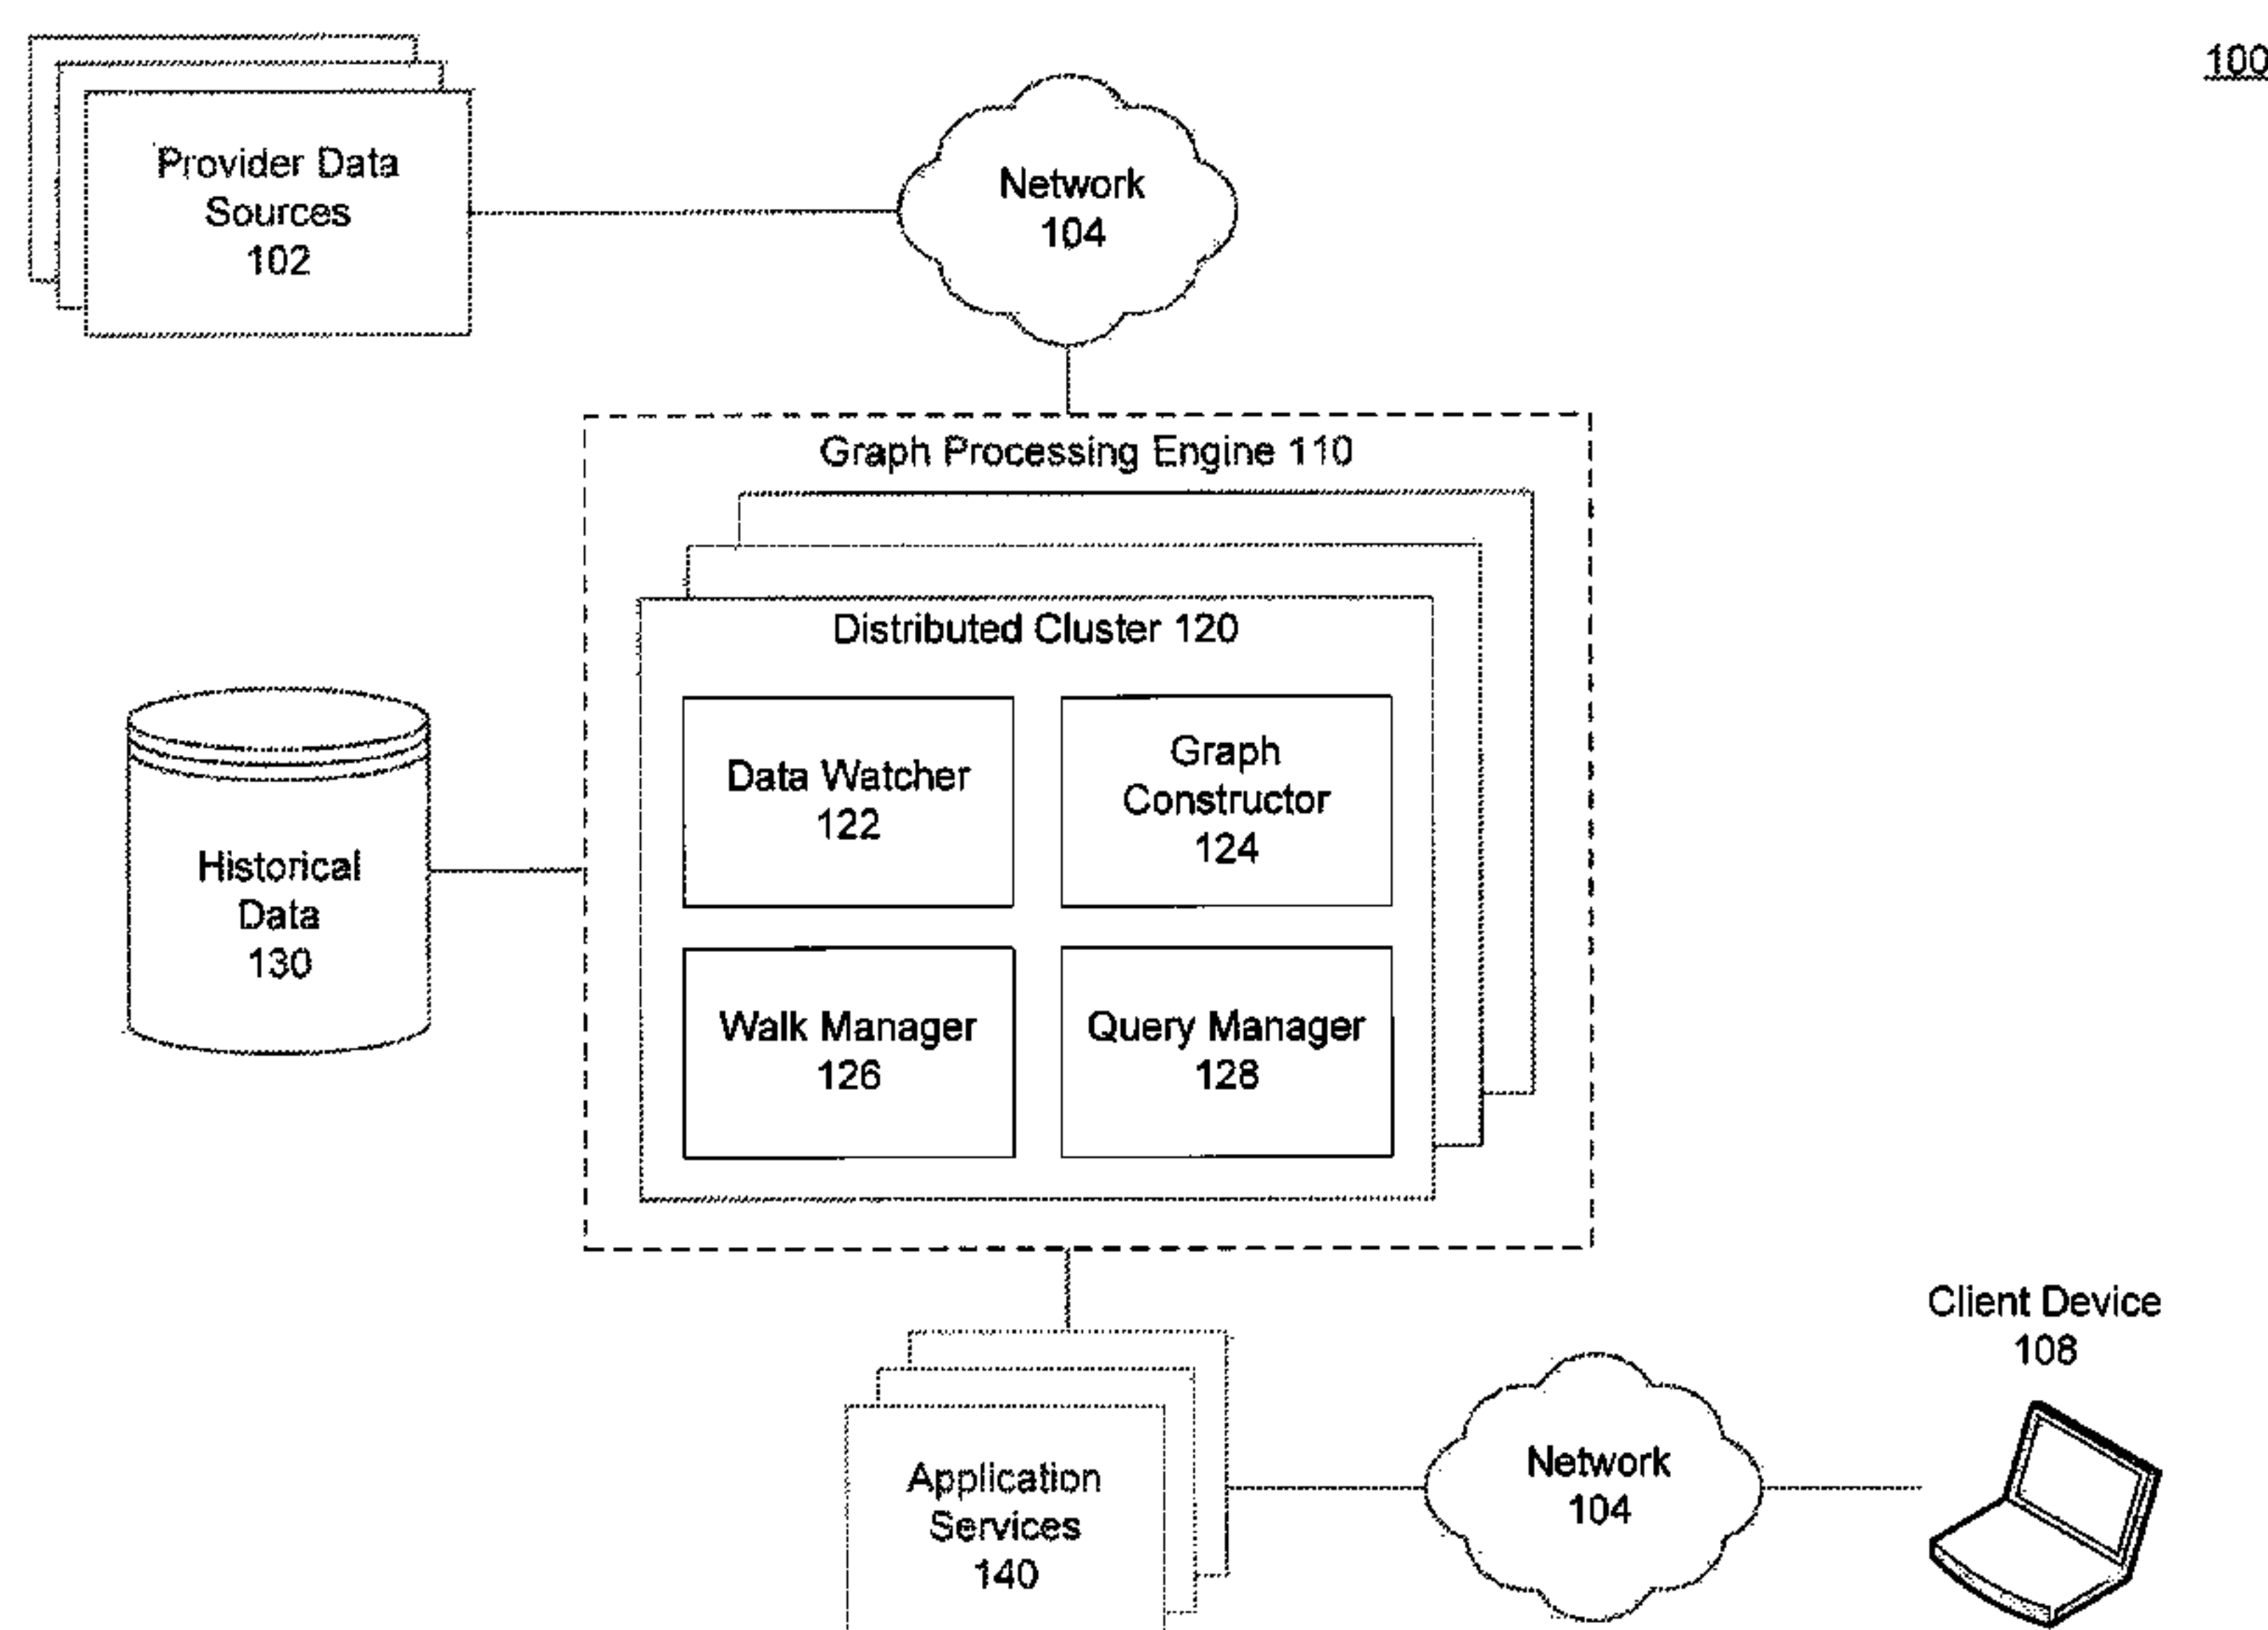 100
Provider Data
Sources
102
Network
104
Graph Processing Engine 110
Distributed Cluster 120
Data Watcher
122
Graph
Constructor
124
Historical
Data
130
Walk Manager
126
Query Manager
128
Client Device
108
Application
Services
140
Network
104